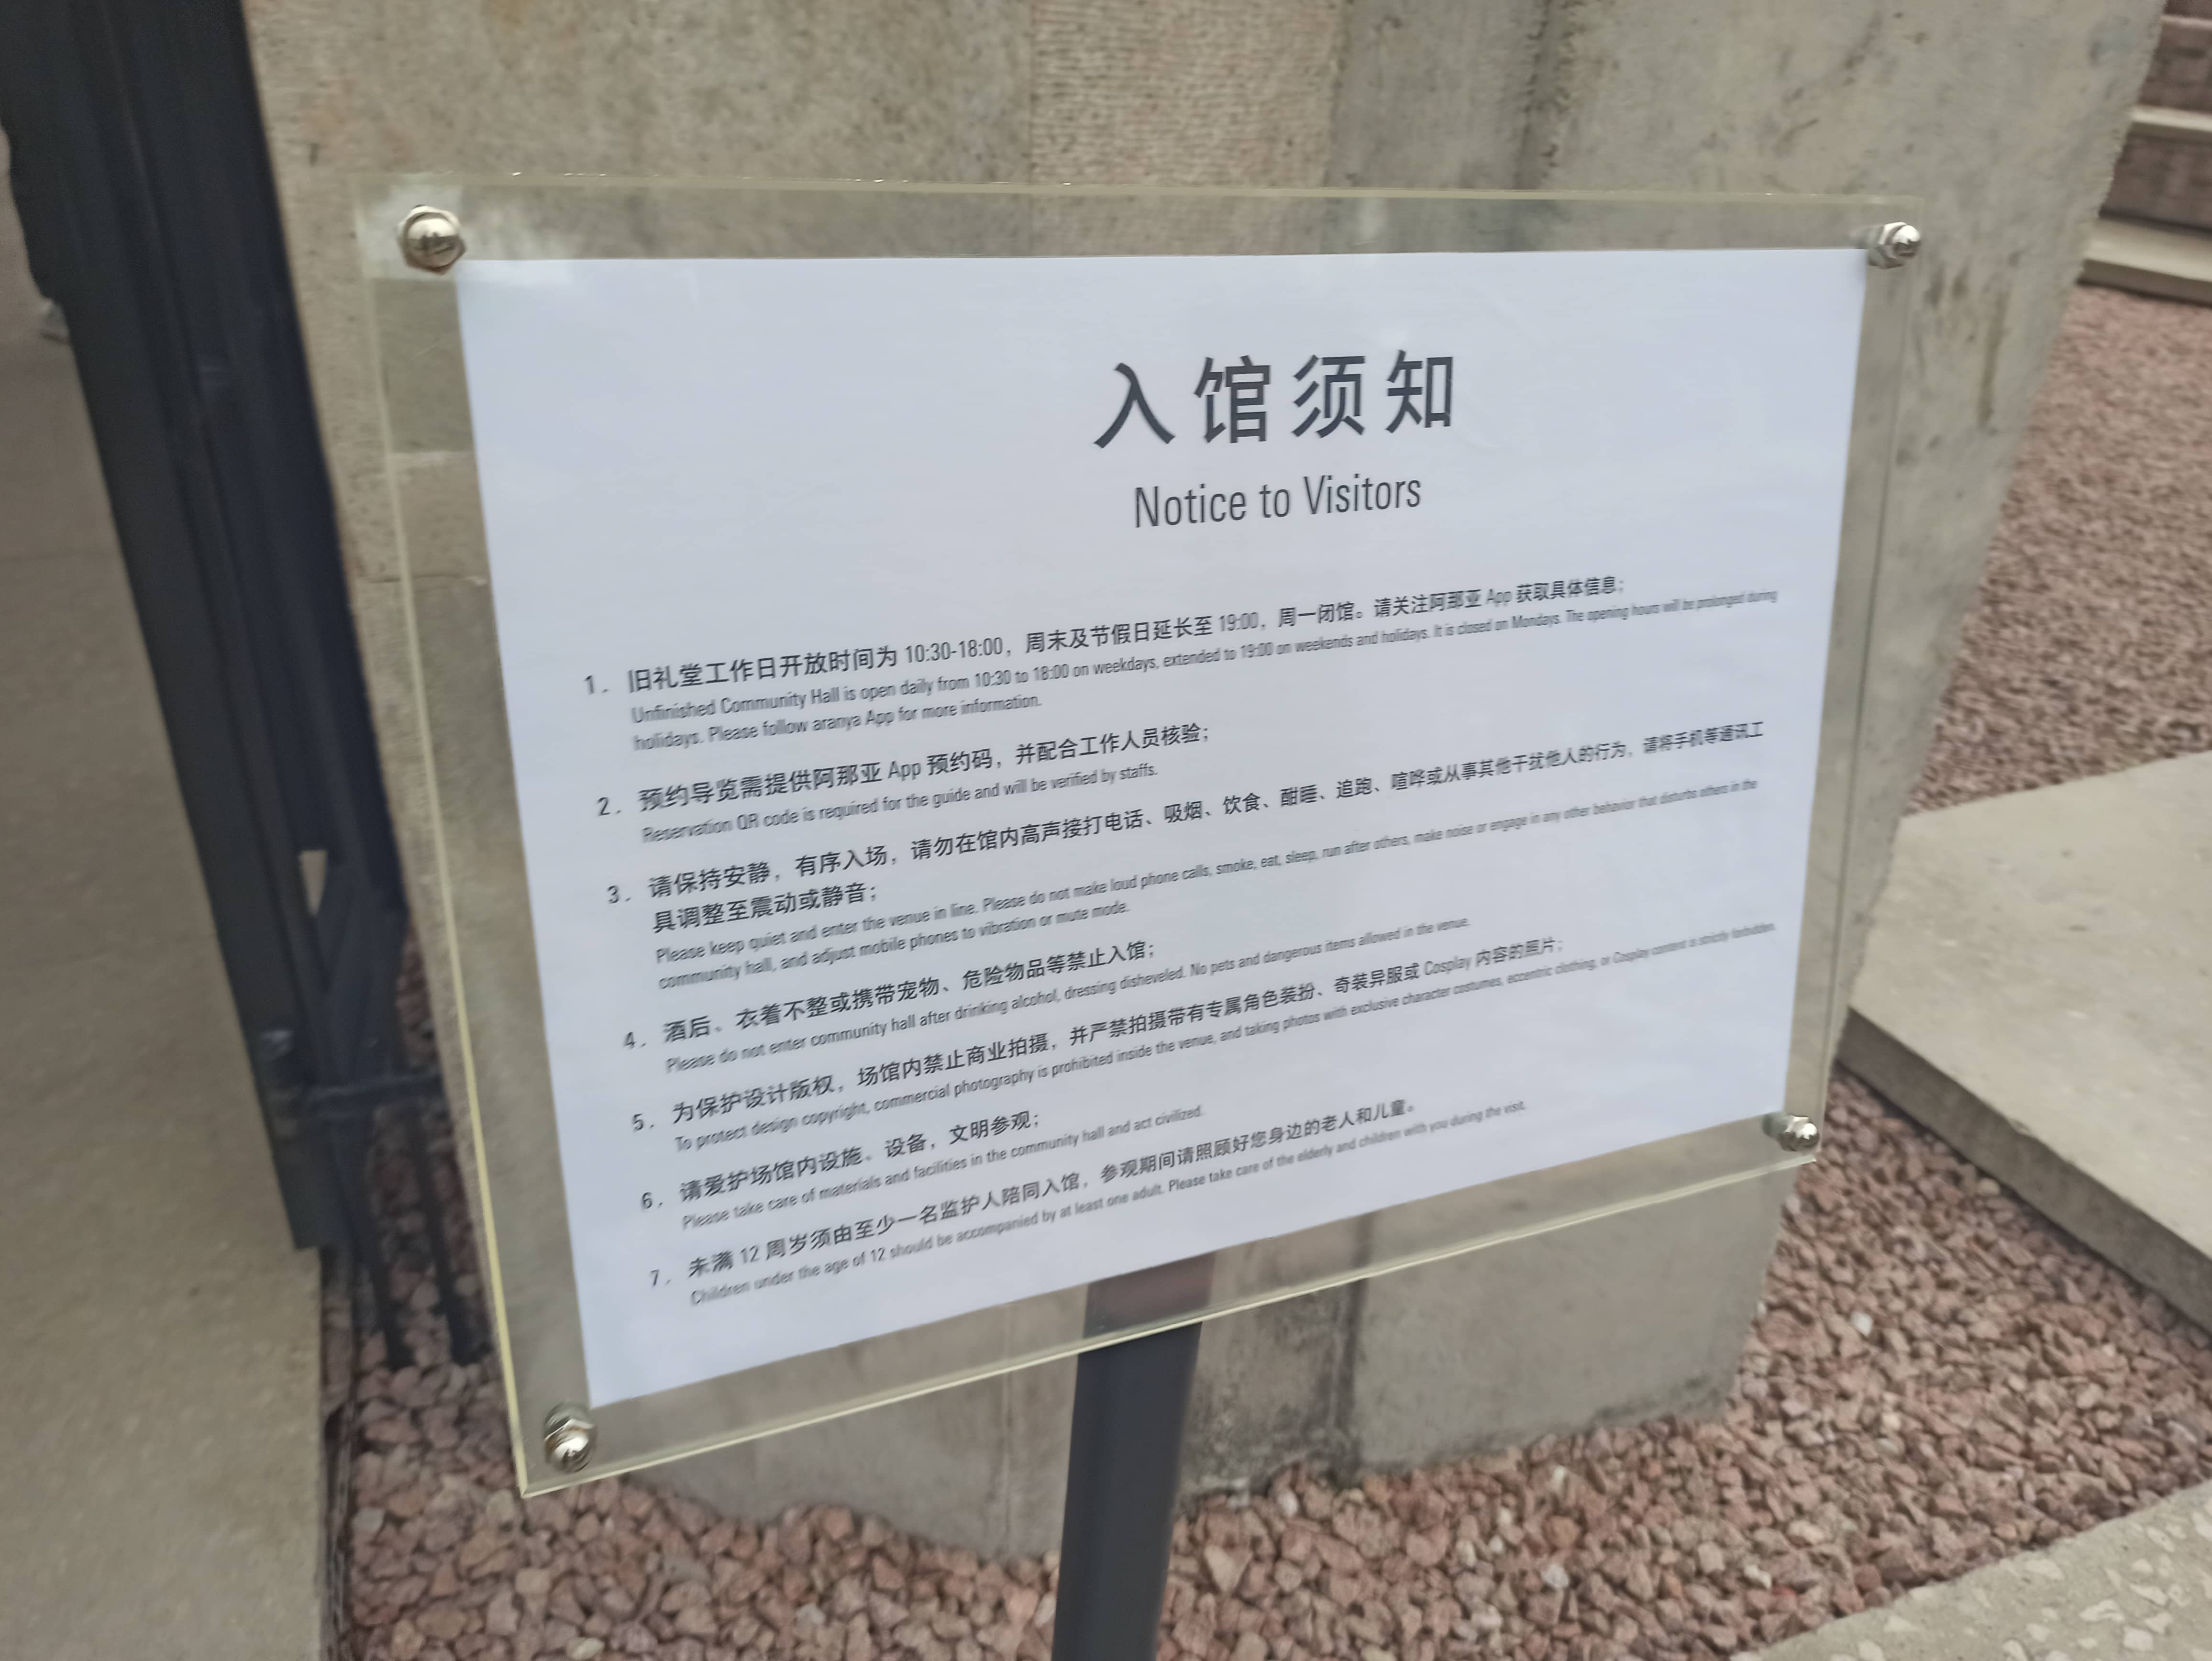 入馆须知
Notice to Visitors
1. 旧礼堂工作日开放时间为 10:30-18:00，周末及节假日延长至 19:00，周一闭馆。请关注阿那亚 App 获取具体信息；
Unfinished Community Hall is open daily from 10:30 to 18:00 on weekdays, extended to 19:00 on weekends and holidays. It is closed on Mondays. The opening hours will be prolonged during
holidays. Please follow aranya App for more information.
2. 预约导览需提供阿那亚 App 预约码，并配合工作人员核验；
Reservation QR code is required for the guide and will be verified by staffs.
3. 请保持安静，有序入场，请勿在馆内高声接打电话、吸烟、饮食、酣睡、追跑、喧哗或从事其他干扰他人的行为，请将手机等通讯工
具调整至震动或静音；
Please keep quiet and enter the venue in line. Please do not make loud phone calls, smoke, eat, sleep, run after others, make noise or engage in any other behavior that disturbs others in the
community hall, and adjust mobile phones to vibration or mute mode.
4. 酒后、衣着不整或携带宠物、危险物品等禁止入馆；
Please do not enter community hall after drinking alcohol, dressing disheveled. No pets and dangerous items allowed in the venue.
5. 为保护设计版权，场馆内禁止商业拍摄，并严禁拍摄带有专属角色装扮、奇装异服或 Cosplay 内容的照片；
To protect design copyright, commercial photography is prohibited inside the venue, and taking photos with exclusive character costumes, eccentric clothing, or Cosplay content is strictly forbidden.
6. 请爱护场馆内设施、设备，文明参观；
Please take care of materials and facilities in the community hall and act civilized.
7. 未满 12 周岁须由至少一名监护人陪同入馆，参观期间请照顾好您身边的老人和儿童。
Children under the age of 12 should be accompanied by at least one adult. Please take care of the elderly and children with you during the visit.